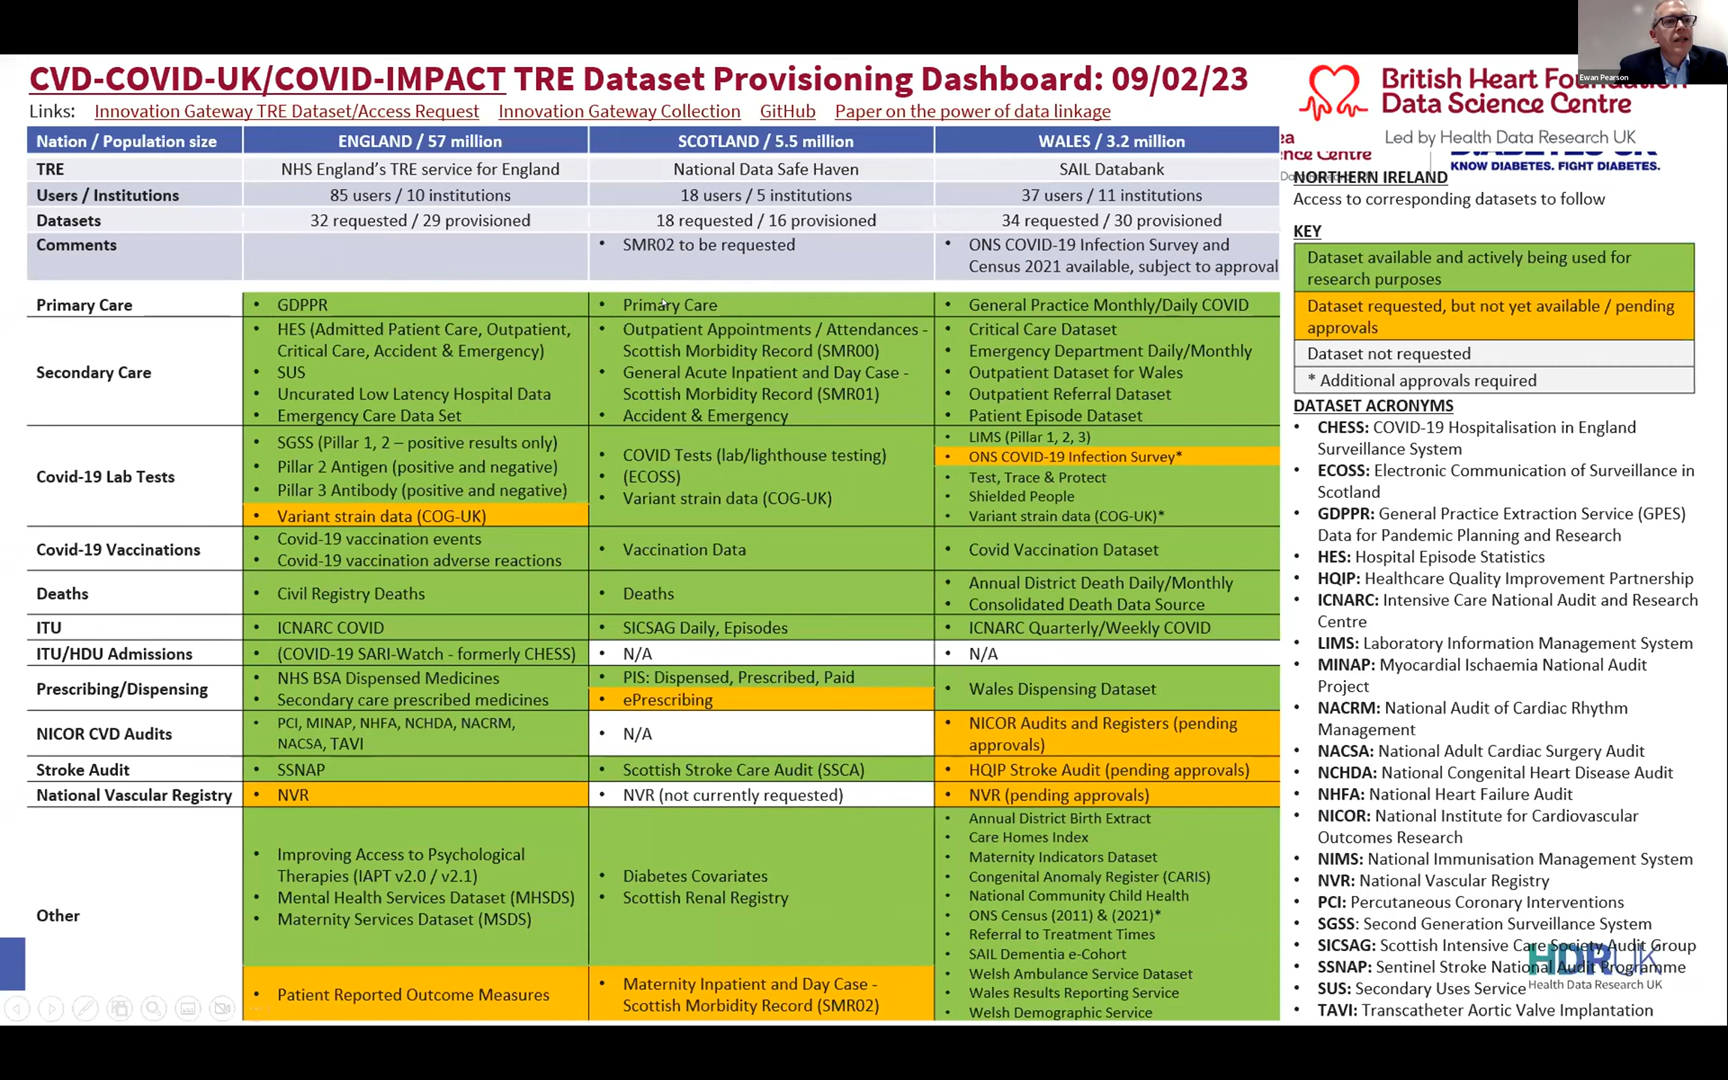 Ewan Pearson
CVD-COVID-UK/COVID-IMPACT TRE Dataset Provisioning Dashboard: 09/02/23
Links: Innovation Gateway TRE Dataset/Access Request Innovation Gateway Collection GitHub Paper on the power of data linkage
British Heart Foundation
Data Science Centre
Led by Health Data Research UK
KNOW DIABETES. FIGHT DIABETES.
Nation / Population size ENGLAND / 57 million SCOTLAND / 5.5 million WALES / 3.2 million
TRE NHS England's TRE service for England National Data Safe Haven SAIL Databank
Users / Institutions 85 users / 10 institutions 18 users / 5 institutions 37 users / 11 institutions
Datasets 32 requested / 29 provisioned 18 requested / 16 provisioned 34 requested / 30 provisioned
Comments
• SMR02 to be requested
• ONS COVID-19 Infection Survey and
Census 2021 available, subject to approval
Primary Care
• GDPPR
• Primary Care
• General Practice Monthly/Daily COVID
Secondary Care
• HES (Admitted Patient Care, Outpatient,
Critical Care, Accident & Emergency)
• SUS
• Uncurated Low Latency Hospital Data
• Emergency Care Data Set
• Outpatient Appointments / Attendances -
Scottish Morbidity Record (SMR00)
• General Acute Inpatient and Day Case -
Scottish Morbidity Record (SMR01)
• Accident & Emergency
• Critical Care Dataset
• Emergency Department Daily/Monthly
• Outpatient Dataset for Wales
• Outpatient Referral Dataset
• Patient Episode Dataset
Covid-19 Lab Tests
• SGSS (Pillar 1, 2 – positive results only)
• Pillar 2 Antigen (positive and negative)
• Pillar 3 Antibody (positive and negative)
• Variant strain data (COG-UK)
• COVID Tests (lab/lighthouse testing)
• (ECOSS)
• Variant strain data (COG-UK)
• LIMS (Pillar 1, 2, 3)
• ONS COVID-19 Infection Survey*
• Test, Trace & Protect
• Shielded People
• Variant strain data (COG-UK)*
Covid-19 Vaccinations
• Covid-19 vaccination events
• Covid-19 vaccination adverse reactions
• Vaccination Data
• Covid Vaccination Dataset
Deaths
• Civil Registry Deaths
• Deaths
• Annual District Death Daily/Monthly
• Consolidated Death Data Source
ITU
• ICNARC COVID
• SICSAG Daily, Episodes
• ICNARC Quarterly/Weekly COVID
ITU/HDU Admissions
• (COVID-19 SARI-Watch - formerly CHESS)
• N/A
• N/A
Prescribing/Dispensing
• NHS BSA Dispensed Medicines
• Secondary care prescribed medicines
• PIS: Dispensed, Prescribed, Paid
• ePrescribing
• Wales Dispensing Dataset
NICOR CVD Audits
• PCI, MINAP, NHFA, NCHDA, NACRM,
NACSA, TAVI
• N/A
• NICOR Audits and Registers (pending
approvals)
Stroke Audit
• SSNAP
• Scottish Stroke Care Audit (SSCA)
• HQIP Stroke Audit (pending approvals)
National Vascular Registry
• NVR
• NVR (not currently requested)
• NVR (pending approvals)
Other
• Improving Access to Psychological
Therapies (IAPT v2.0 / v2.1)
• Mental Health Services Dataset (MHSDS)
• Maternity Services Dataset (MSDS)
• Patient Reported Outcome Measures
• Diabetes Covariates
• Scottish Renal Registry
• Maternity Inpatient and Day Case -
Scottish Morbidity Record (SMR02)
• Annual District Birth Extract
• Care Homes Index
• Maternity Indicators Dataset
• Congenital Anomaly Register (CARIS)
• National Community Child Health
• ONS Census (2011) & (2021)*
• Referral to Treatment Times
• SAIL Dementia e-Cohort
• Welsh Ambulance Service Dataset
• Wales Results Reporting Service
• Welsh Demographic Service
NORTHERN IRELAND
Access to corresponding datasets to follow
KEY
Dataset available and actively being used for
research purposes
Dataset requested, but not yet available / pending
approvals
Dataset not requested
* Additional approvals required
DATASET ACRONYMS
• CHESS: COVID-19 Hospitalisation in England
Surveillance System
• ECOSS: Electronic Communication of Surveillance in
Scotland
• GDPPR: General Practice Extraction Service (GPES)
Data for Pandemic Planning and Research
• HES: Hospital Episode Statistics
• HQIP: Healthcare Quality Improvement Partnership
• ICNARC: Intensive Care National Audit and Research
Centre
• LIMS: Laboratory Information Management System
• MINAP: Myocardial Ischaemia National Audit
Project
• NACRM: National Audit of Cardiac Rhythm
Management
• NACSA: National Adult Cardiac Surgery Audit
• NCHDA: National Congenital Heart Disease Audit
• NHFA: National Heart Failure Audit
• NICOR: National Institute for Cardiovascular
Outcomes Research
• NIMS: National Immunisation Management System
• NVR: National Vascular Registry
• PCI: Percutaneous Coronary Interventions
• SGSS: Second Generation Surveillance System
• SICSAG: Scottish Intensive Care Society Audit Group
• SSNAP: Sentinel Stroke National Audit Programme
• SUS: Secondary Uses Service
• TAVI: Transcatheter Aortic Valve Implantation
HDRUK
Health Data Research UK